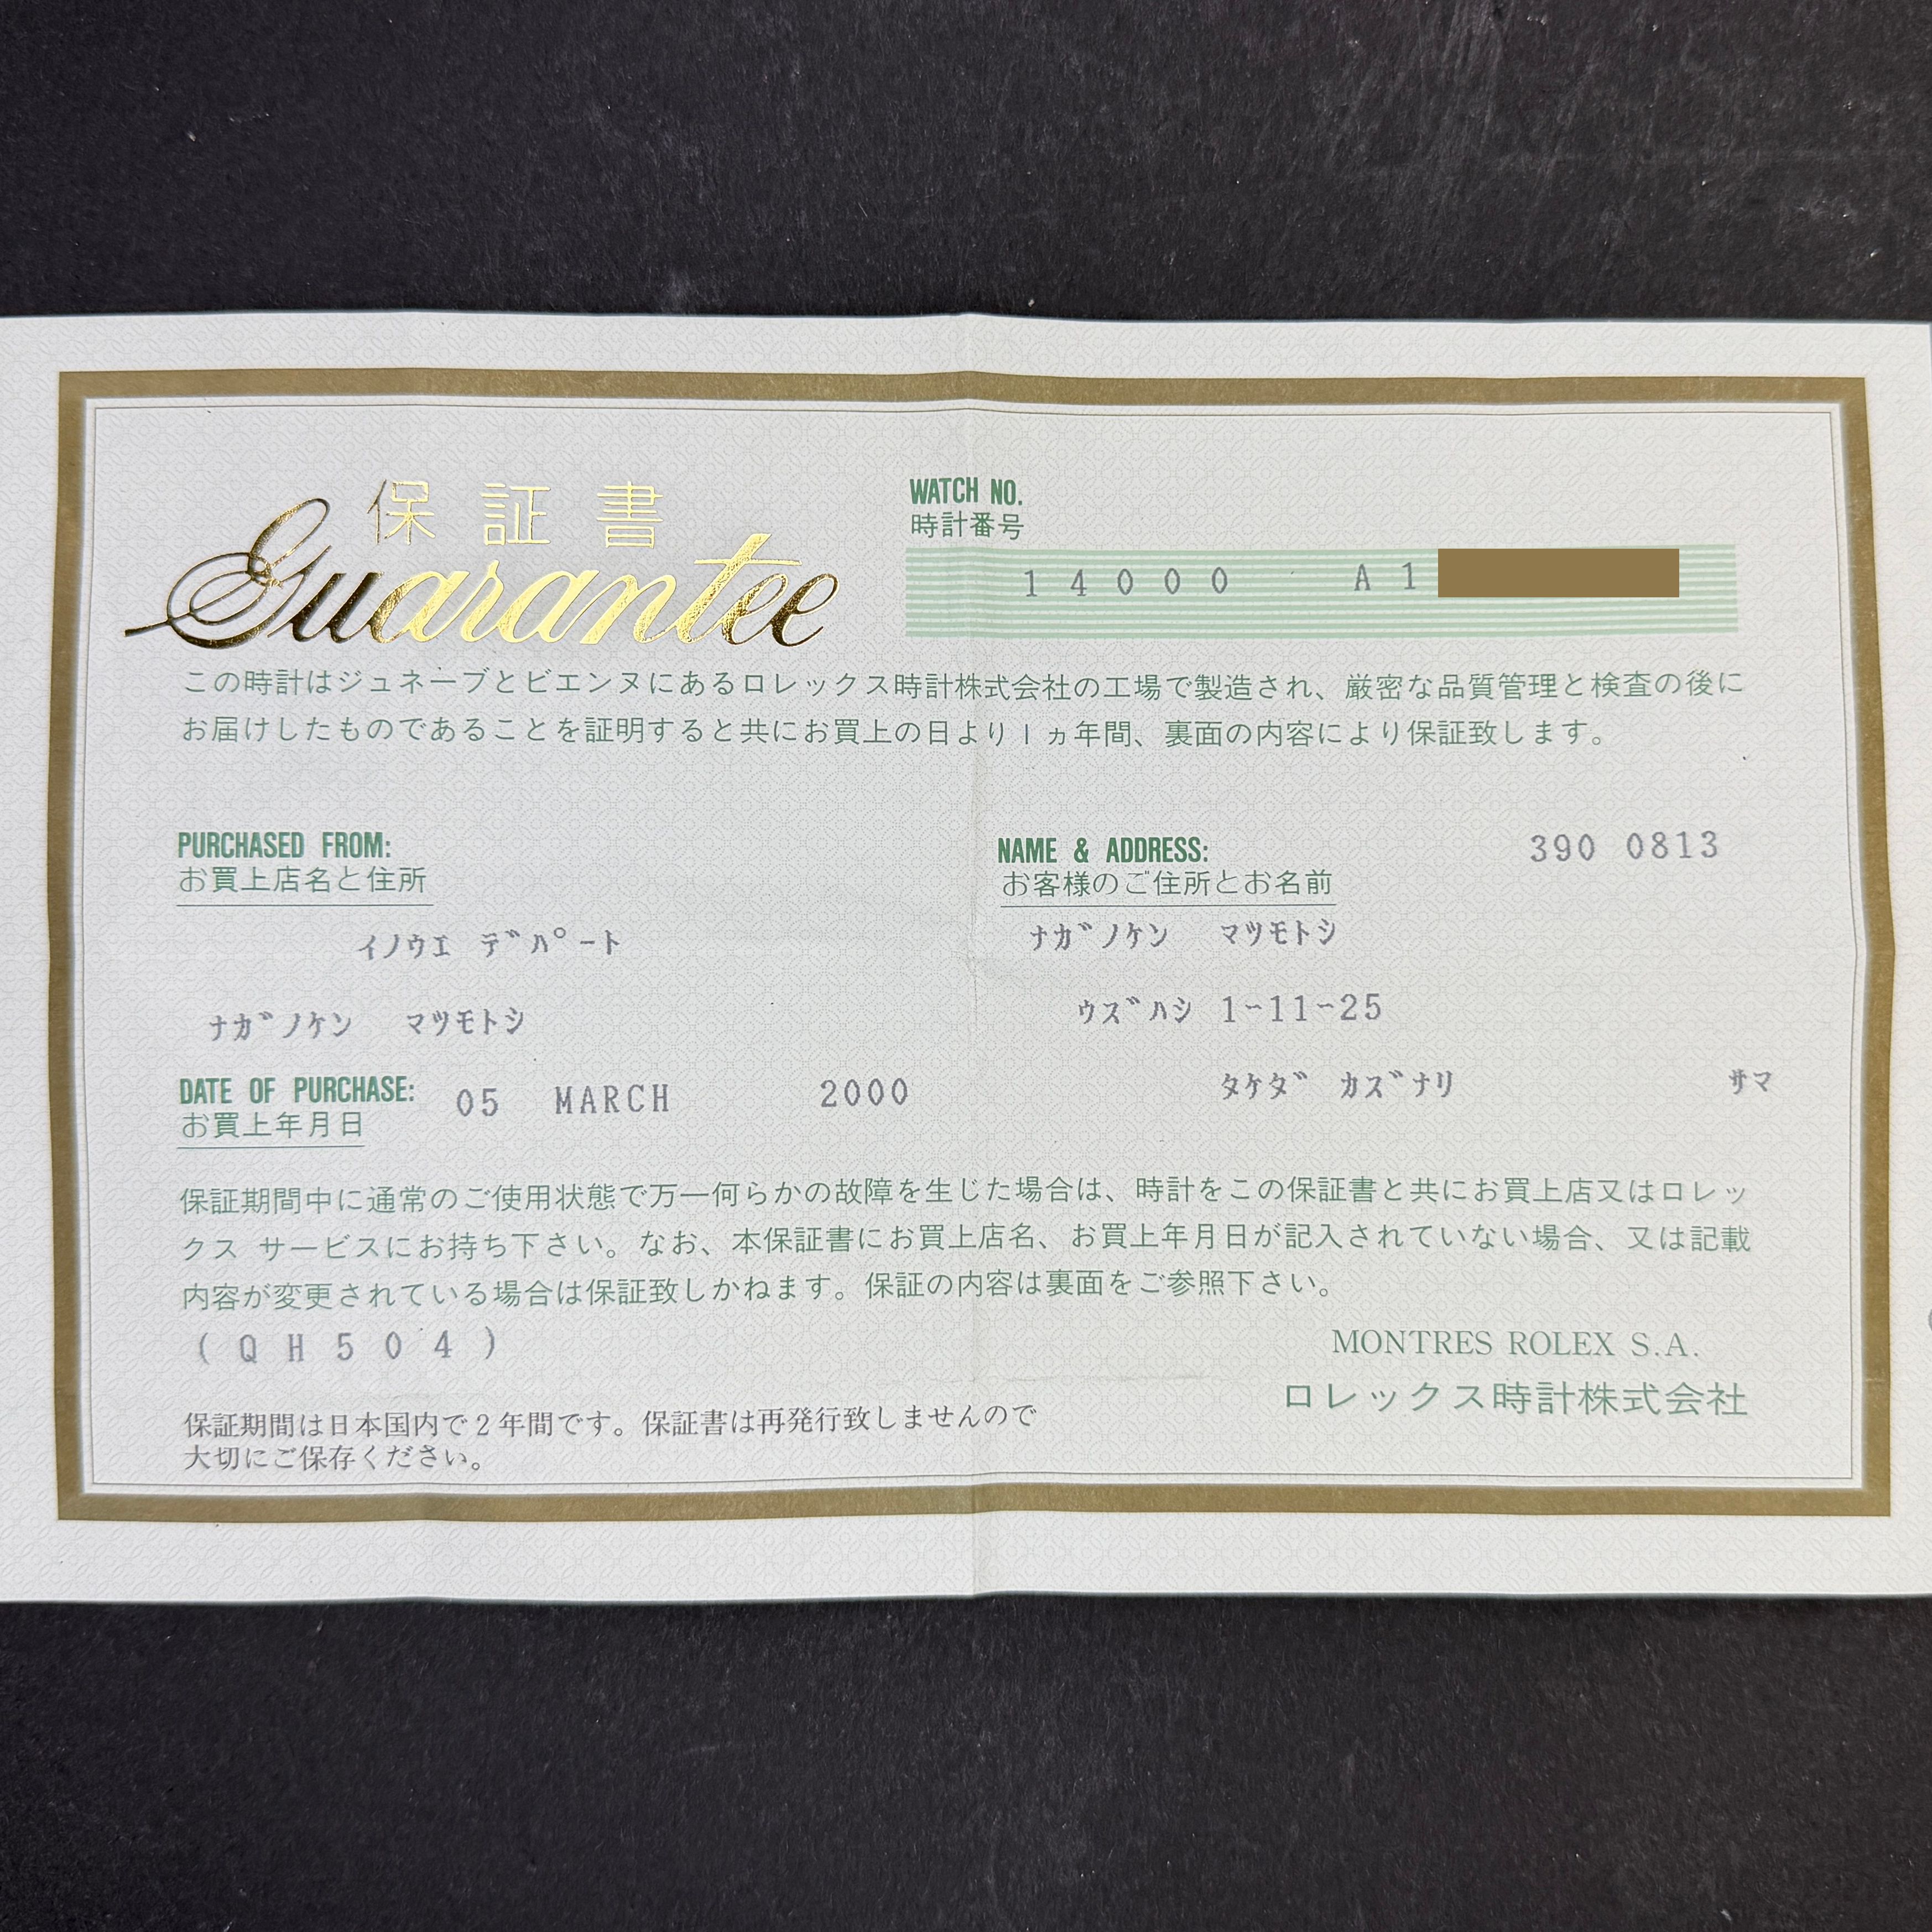 保証書
Guarantee
WATCH NO.
時計番号
14000 A1
この時計はジュネーブとビエンヌにあるロレックス時計株式会社の工場で製造され、厳密な品質管理と検査の後に
お届けしたものであることを証明すると共にお買上の日より1ヵ年間、裏面の内容により保証致します。
PURCHASED FROM:
お買上店名と住所
ｲﾉｳｴ ﾃﾞﾊﾟｰﾄ
ﾅｶﾞﾉｹﾝ ﾏﾂﾓﾄｼ
NAME & ADDRESS:
390 0813
お客様のご住所とお名前
ﾅｶﾞﾉｹﾝ ﾏﾂﾓﾄｼ
ｳｽﾞﾊｼ 1-11-25
ﾀｹﾀﾞ ｶｽﾞﾅﾘ ｻﾏ
DATE OF PURCHASE:
05 MARCH 2000
お買上年月日
保証期間中に通常のご使用状態で万一何らかの故障を生じた場合は、時計をこの保証書と共にお買上店又はロレッ
クス サービスにお持ち下さい。なお、本保証書にお買上店名、お買上年月日が記入されていない場合、又は記載
内容が変更されている場合は保証致しかねます。保証の内容は裏面をご参照下さい。
(QH504)
MONTRES ROLEX S.A.
ロレックス時計株式会社
保証期間は日本国内で2年間です。保証書は再発行致しませんので
大切にご保存ください。